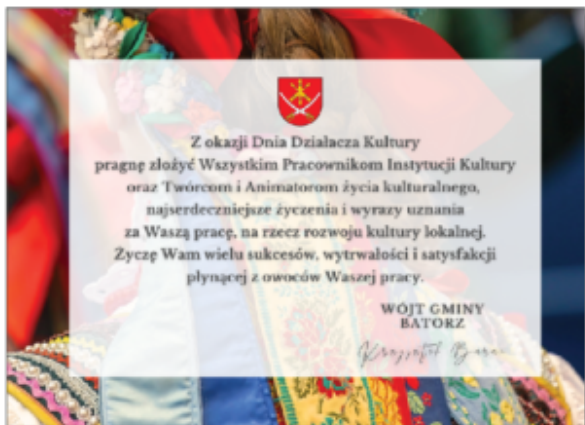 Z okazji Dnia Działacza Kultury
pragnę złożyć Wszystkim Pracownikom Instytucji Kultury
oraz Twórcom i Animatorom życia kulturalnego,
najserdeczniejsze życzenia i wyrazy uznania
za Waszą pracę, na rzecz rozwoju kultury lokalnej.
Życzę Wam wielu sukcesów, wytrwałości i satysfakcji
płynącej z owoców Waszej pracy.
WÓJT GMINY
BATORZ
Krzysztof